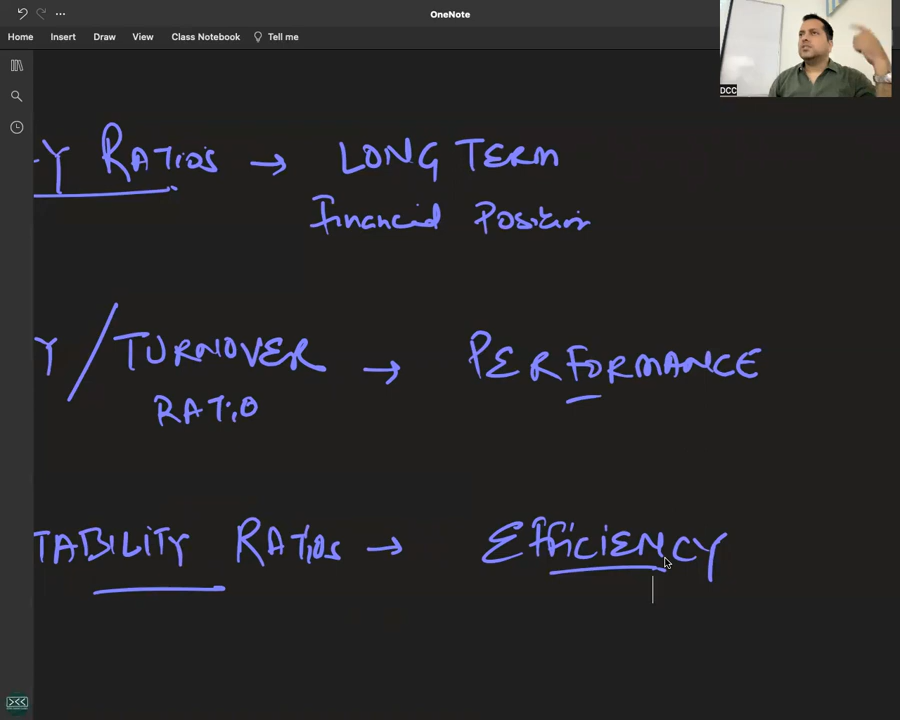 OneNote
Home Insert Draw View Class Notebook Tell me
DCC
-Y RATIOS → LONG TERM
Financial Position
Y / TURNOVER → PERFORMANCE
RATIO
TABILITY RATIOS → EFFICIENCY